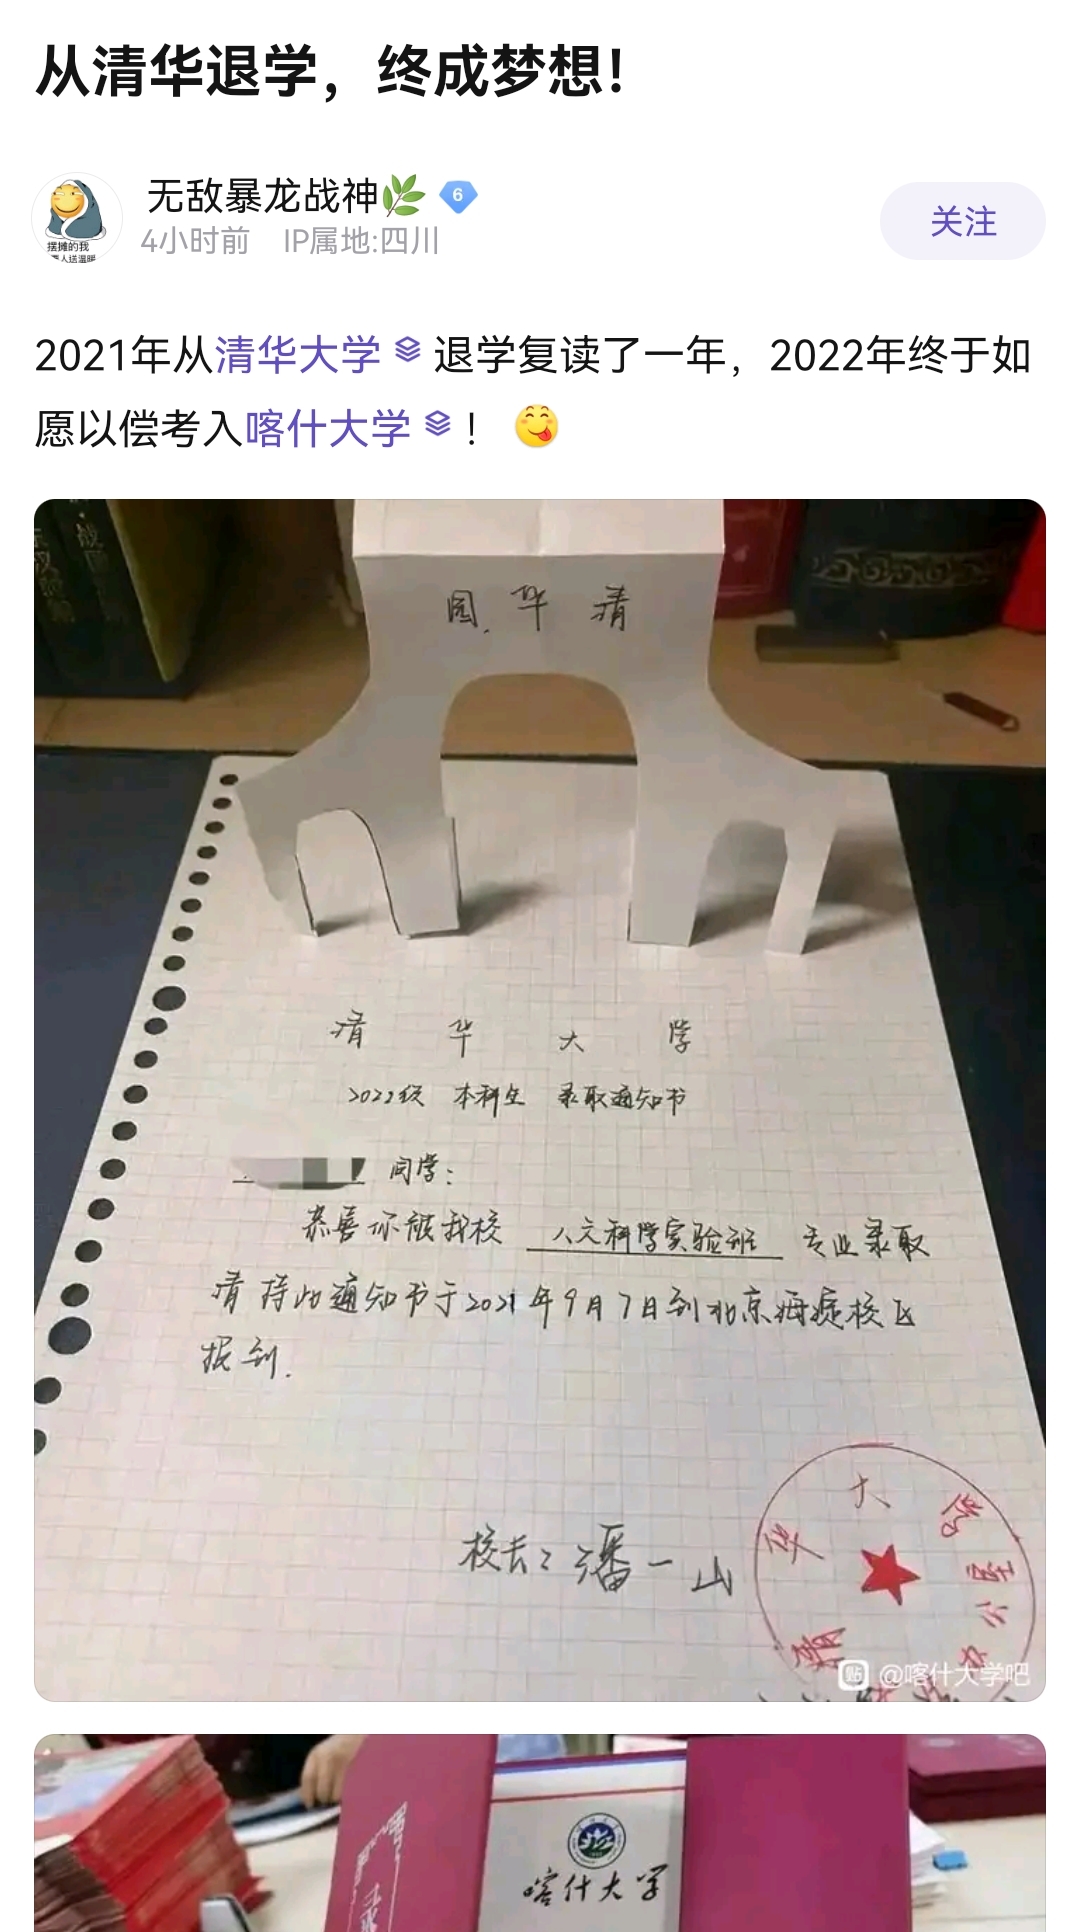 从清华退学，终成梦想!
无敌暴龙战神🌿 6
摆摊的我
4小时前 IP属地:四川
关注
2021年从清华大学退学复读了一年，2022年终于如
愿以偿考入喀什大学！ 😋
园 华 清
清 华 大 学
2022级 本科生 录取通知书
同学：
恭喜你被我校 人文科学实验班 专业录取
请持此通知书于2021年9月7日到北京海淀校区
报到.
校长：潘一山
清华大学
贴 @喀什大学吧
喀什大学